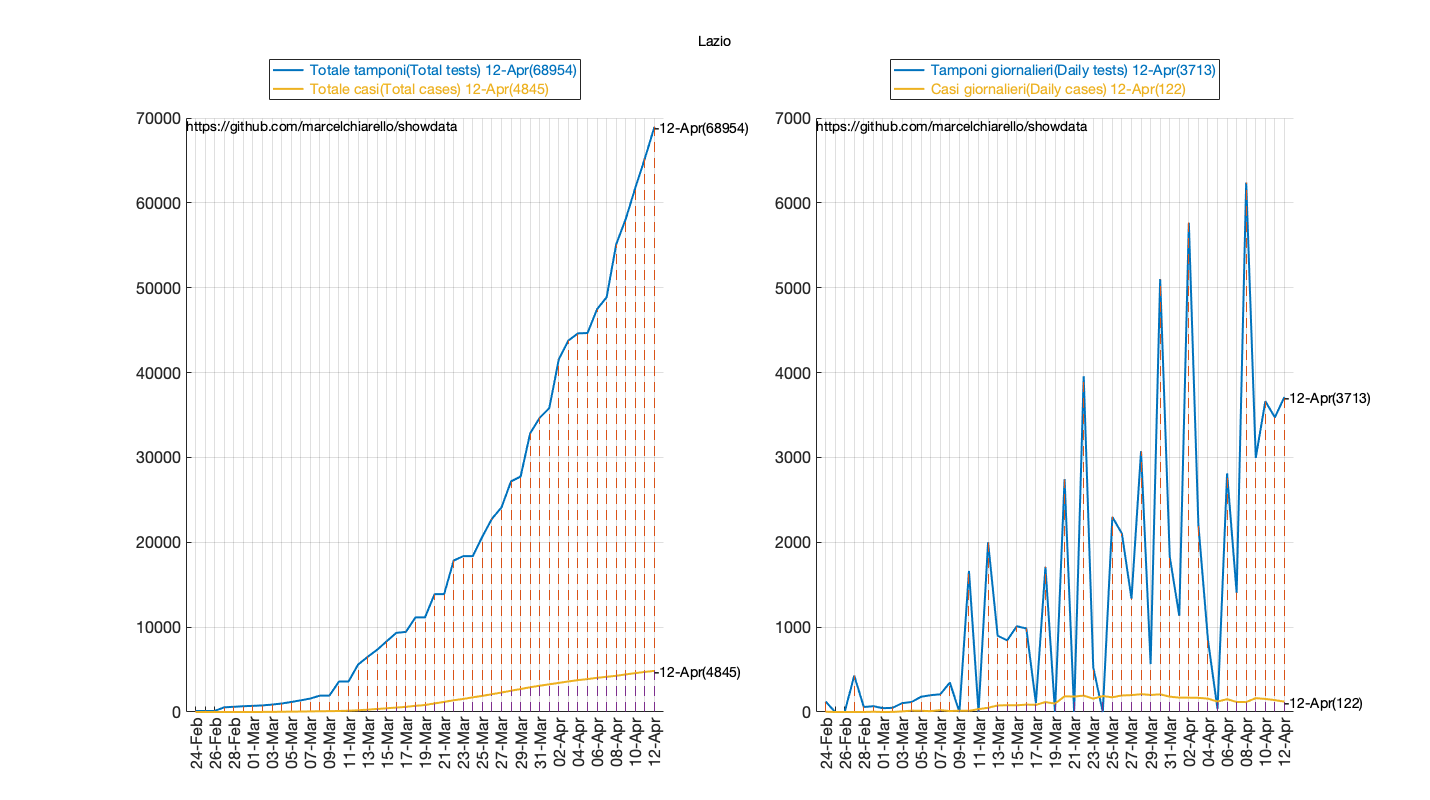 Lazio
Totale tamponi(Total tests) 12-Apr(68954)
Totale casi(Total cases) 12-Apr(4845)
https://github.com/marcelchiarello/showdata
70000
60000
50000
40000
30000
20000
10000
0
12-Apr(68954)
12-Apr(4845)
24-Feb
26-Feb
28-Feb
01-Mar
03-Mar
05-Mar
07-Mar
09-Mar
11-Mar
13-Mar
15-Mar
17-Mar
19-Mar
21-Mar
23-Mar
25-Mar
27-Mar
29-Mar
31-Mar
02-Apr
04-Apr
06-Apr
08-Apr
10-Apr
12-Apr
Tamponi giornalieri(Daily tests) 12-Apr(3713)
Casi giornalieri(Daily cases) 12-Apr(122)
https://github.com/marcelchiarello/showdata
7000
6000
5000
4000
3000
2000
1000
0
12-Apr(3713)
12-Apr(122)
24-Feb
26-Feb
28-Feb
01-Mar
03-Mar
05-Mar
07-Mar
09-Mar
11-Mar
13-Mar
15-Mar
17-Mar
19-Mar
21-Mar
23-Mar
25-Mar
27-Mar
29-Mar
31-Mar
02-Apr
04-Apr
06-Apr
08-Apr
10-Apr
12-Apr